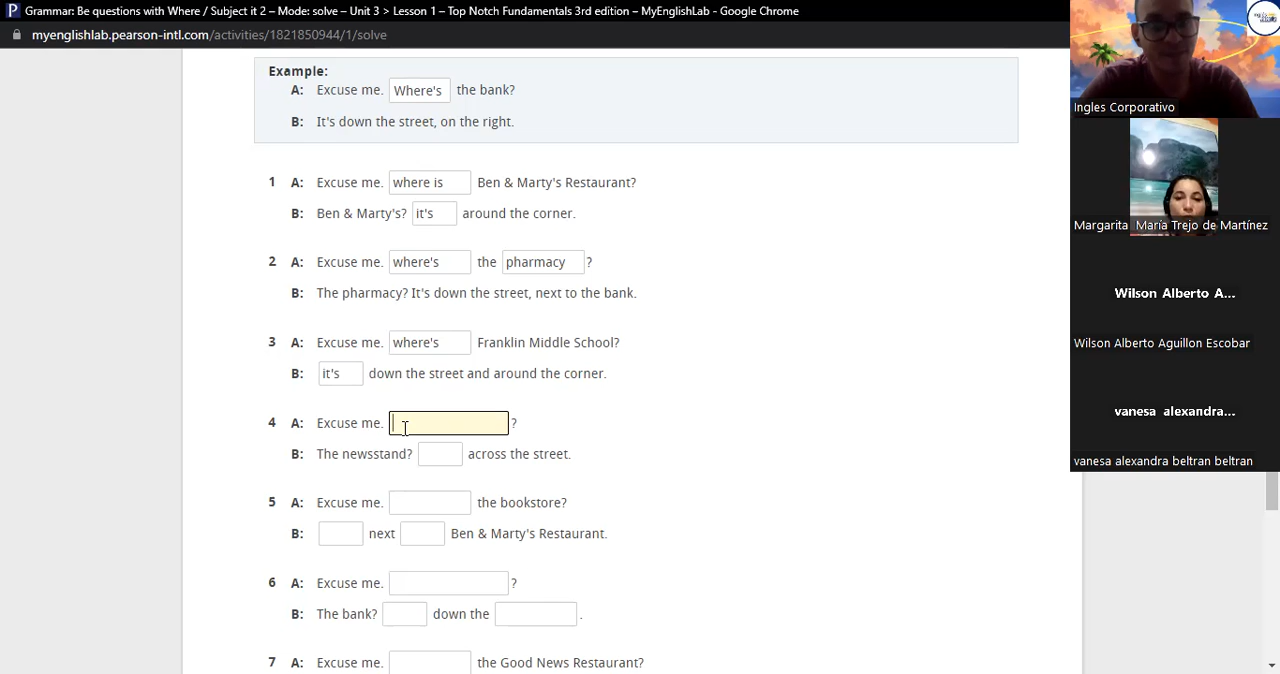 Grammar: Be questions with Where / Subject it 2 – Mode: solve – Unit 3 > Lesson 1 – Top Notch Fundamentals 3rd edition – MyEnglishLab - Google Chrome
myenglishlab.pearson-intl.com/activities/1821850944/1/solve
Example:
A: Excuse me. Where's the bank?
B: It's down the street, on the right.
1 A: Excuse me. where is Ben & Marty's Restaurant?
B: Ben & Marty's? it's around the corner.
2 A: Excuse me. where's the pharmacy ?
B: The pharmacy? It's down the street, next to the bank.
3 A: Excuse me. where's Franklin Middle School?
B: it's down the street and around the corner.
4 A: Excuse me. ?
B: The newsstand? across the street.
5 A: Excuse me. the bookstore?
B: next Ben & Marty's Restaurant.
6 A: Excuse me. ?
B: The bank? down the .
7 A: Excuse me. the Good News Restaurant?
Ingles Corporativo
Margarita María Trejo de Martínez
Wilson Alberto A...
Wilson Alberto Aguillon Escobar
vanesa alexandra...
vanesa alexandra beltran beltran